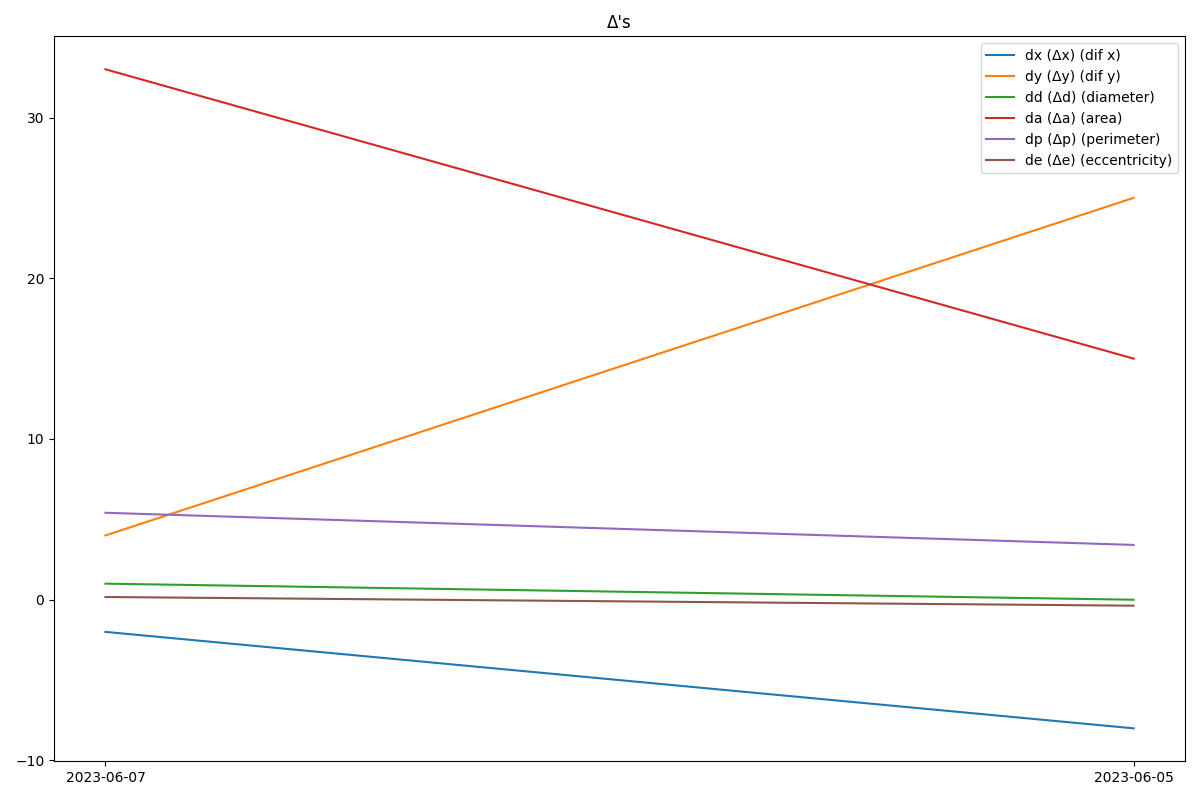 Δ's
dx (Δx) (dif x)
dy (Δy) (dif y)
dd (Δd) (diameter)
da (Δa) (area)
dp (Δp) (perimeter)
de (Δe) (eccentricity)
30
20
10
0
−10
2023-06-07
2023-06-05